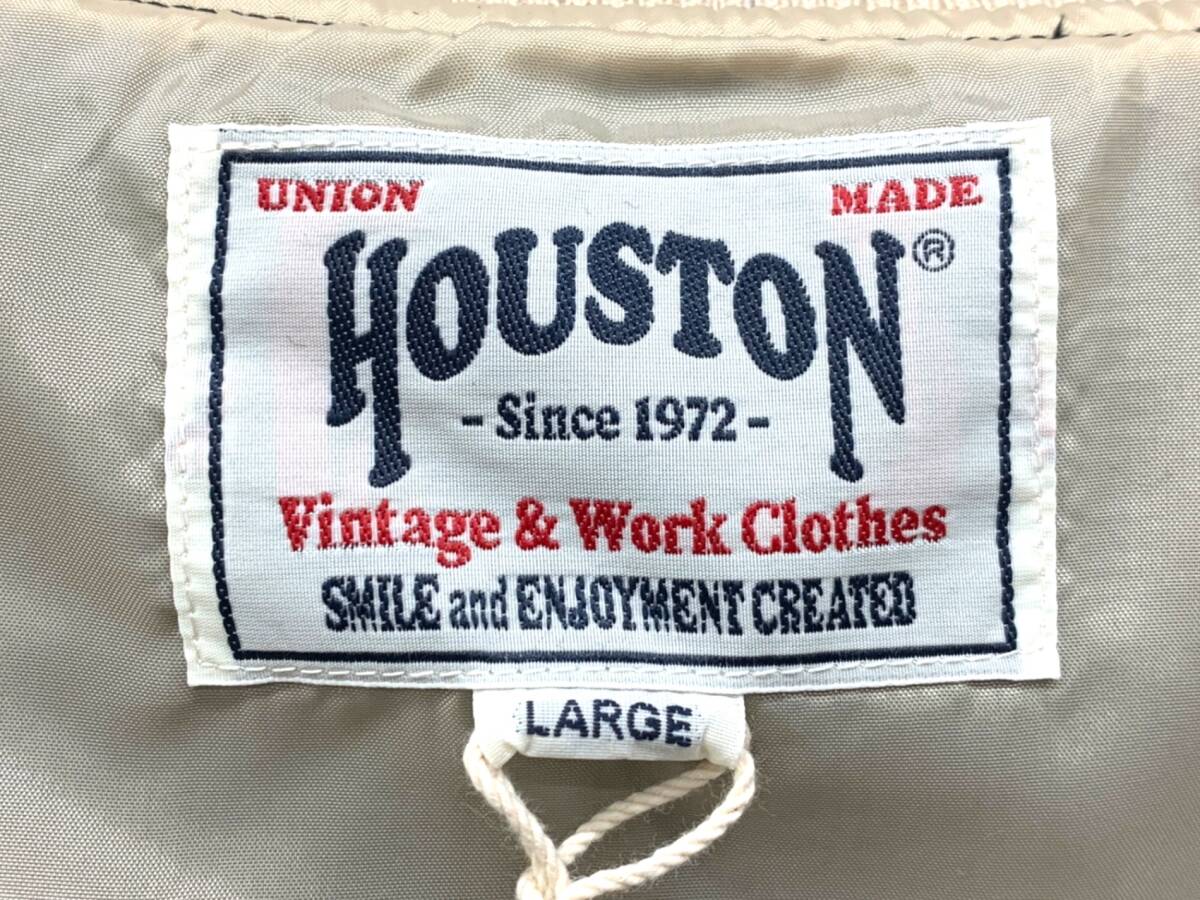 UNION MADE
HOUSTON®
- Since 1972 -
Vintage & Work Clothes
SMILE and ENJOYMENT CREATED
LARGE